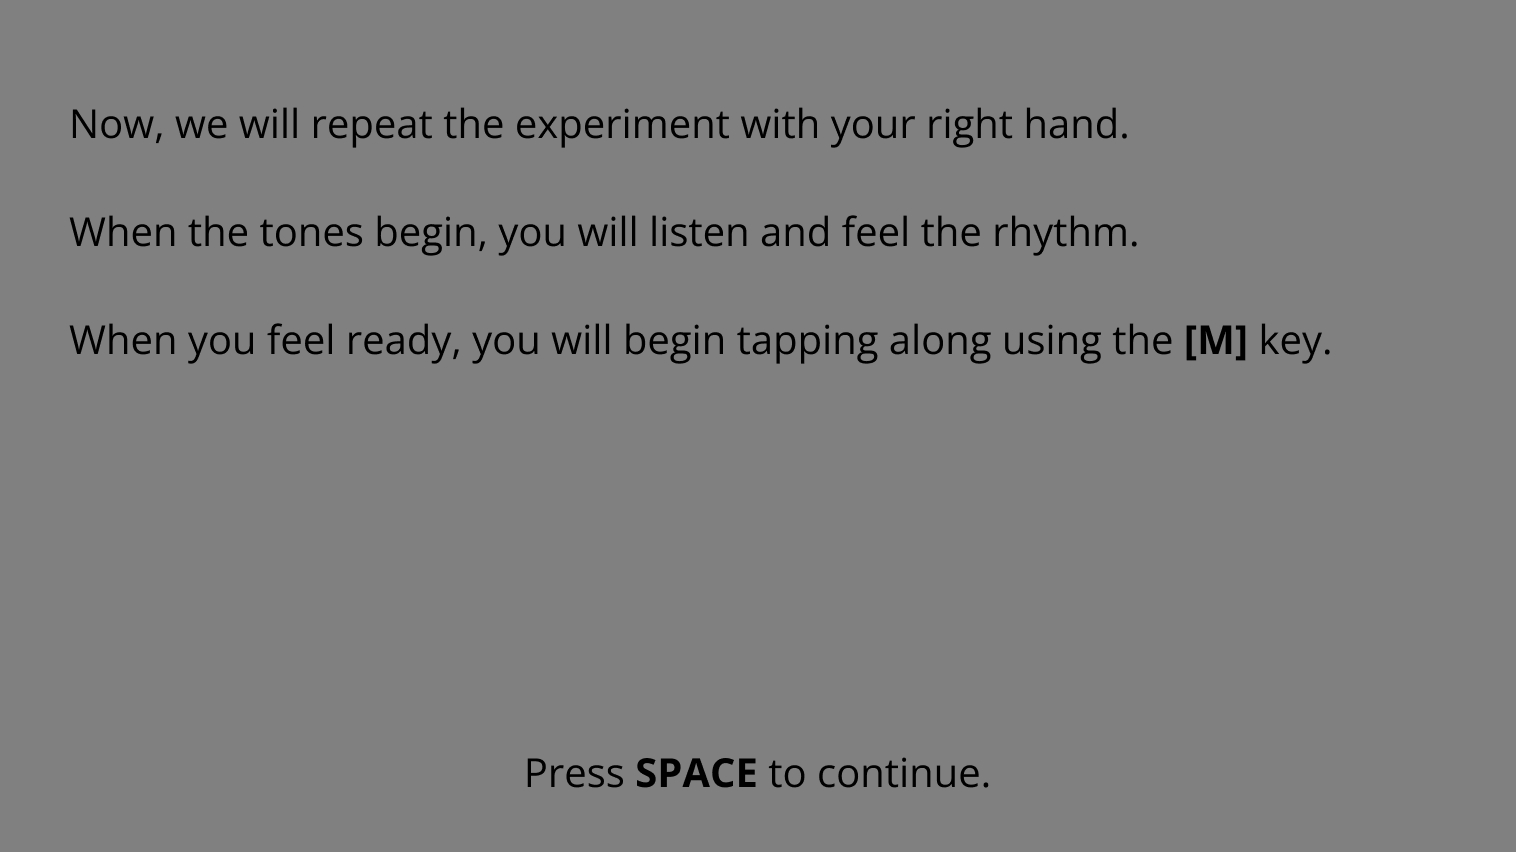 Now, we will repeat the experiment with your right hand.
When the tones begin, you will listen and feel the rhythm.
When you feel ready, you will begin tapping along using the [M] key.
Press SPACE to continue.